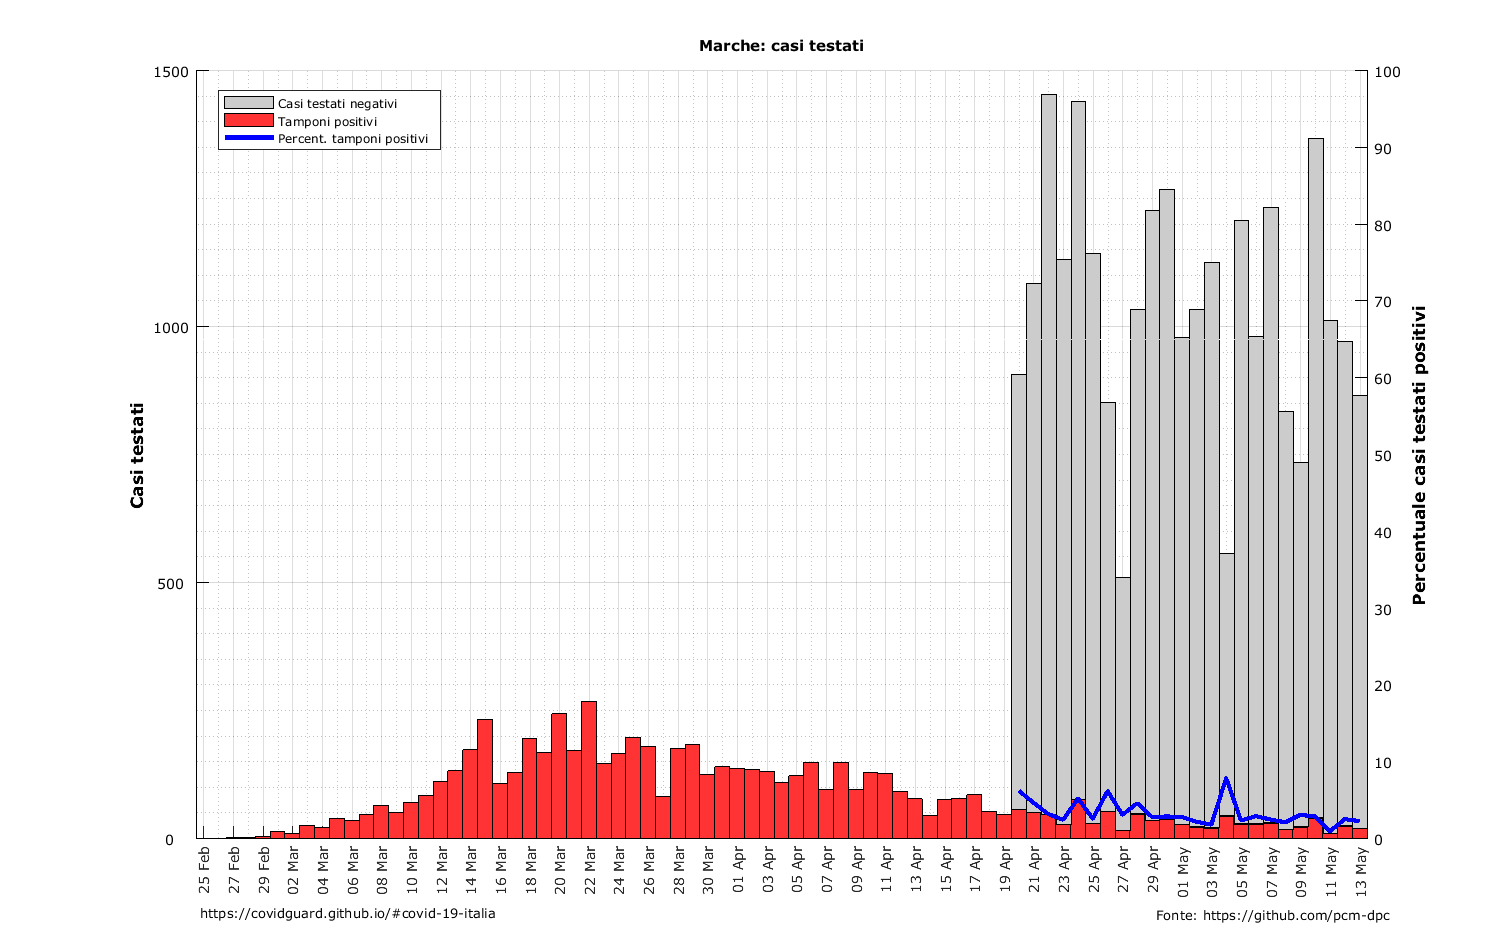 Marche: casi testati
Casi testati negativi
Tamponi positivi
Percent. tamponi positivi
Casi testati
1500
1000
500
0
100
90
80
70
60
50
40
30
20
10
0
Percentuale casi testati positivi
25 Feb
27 Feb
29 Feb
02 Mar
04 Mar
06 Mar
08 Mar
10 Mar
12 Mar
14 Mar
16 Mar
18 Mar
20 Mar
22 Mar
24 Mar
26 Mar
28 Mar
30 Mar
01 Apr
03 Apr
05 Apr
07 Apr
09 Apr
11 Apr
13 Apr
15 Apr
17 Apr
19 Apr
21 Apr
23 Apr
25 Apr
27 Apr
29 Apr
01 May
03 May
05 May
07 May
09 May
11 May
13 May
https://covidguard.github.io/#covid-19-italia
Fonte: https://github.com/pcm-dpc